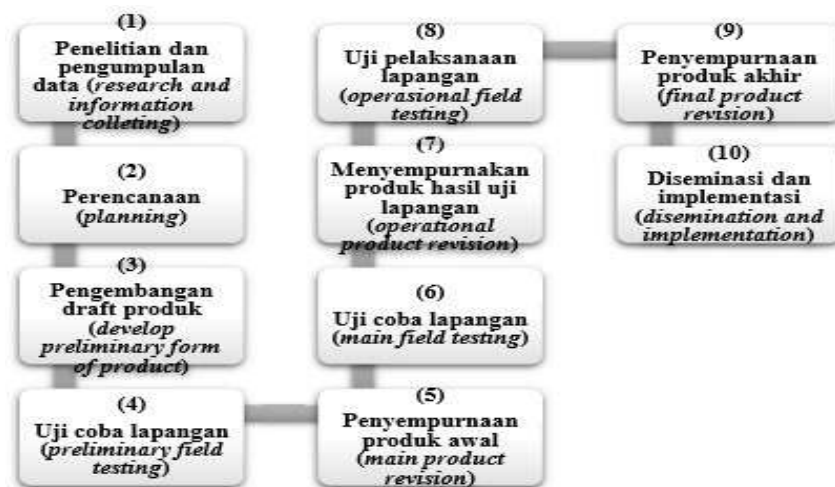 (1)
Penelitian dan
pengumpulan
data (research and
information
colleting)
(2)
Perencanaan
(planning)
(3)
Pengembangan
draft produk
(develop
preliminary form
of product)
(4)
Uji coba lapangan
(preliminary field
testing)
(5)
Penyempurnaan
produk awal
(main product
revision)
(6)
Uji coba lapangan
(main field testing)
(7)
Menyempurnakan
produk hasil uji
lapangan
(operational
product revision)
(8)
Uji pelaksanaan
lapangan
(operasional field
testing)
(9)
Penyempurnaan
produk akhir
(final product
revision)
(10)
Diseminasi dan
implementasi
(disemination and
implementation)